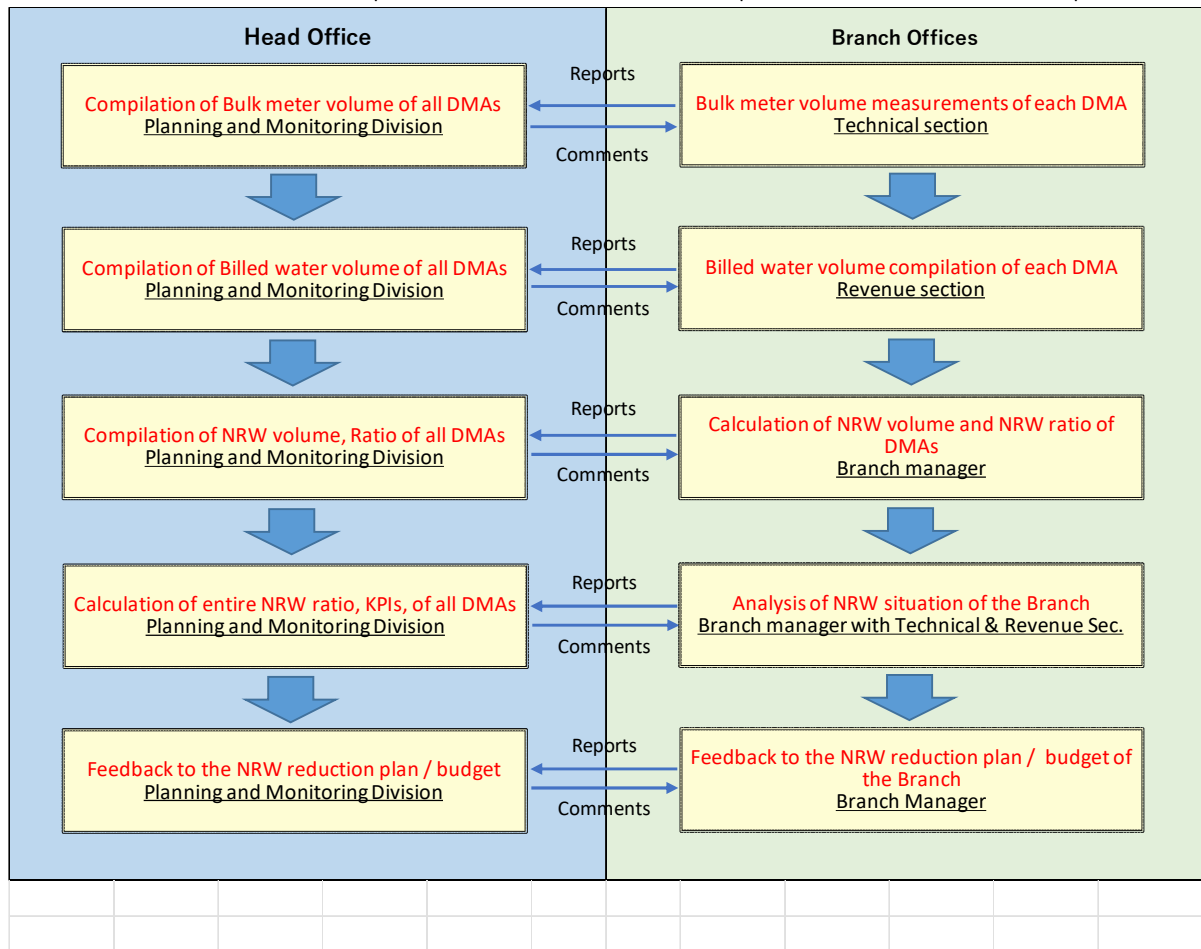 Head Office
Branch Offices
Compilation of Bulk meter volume of all DMAs
Planning and Monitoring Division
Reports
Comments
Bulk meter volume measurements of each DMA
Technical section
Compilation of Billed water volume of all DMAs
Planning and Monitoring Division
Reports
Comments
Billed water volume compilation of each DMA
Revenue section
Compilation of NRW volume, Ratio of all DMAs
Planning and Monitoring Division
Reports
Comments
Calculation of NRW volume and NRW ratio of
DMAs
Branch manager
Calculation of entire NRW ratio, KPIs, of all DMAs
Planning and Monitoring Division
Reports
Comments
Analysis of NRW situation of the Branch
Branch manager with Technical & Revenue Sec.
Feedback to the NRW reduction plan / budget
Planning and Monitoring Division
Reports
Comments
Feedback to the NRW reduction plan / budget of
the Branch
Branch Manager